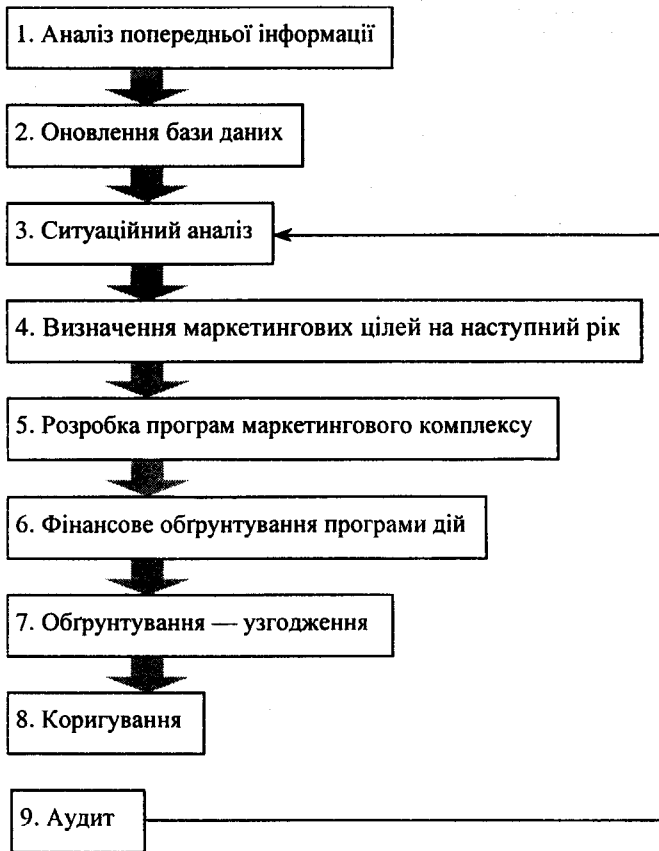 1. Аналіз попередньої інформації
2. Оновлення бази даних
3. Ситуаційний аналіз
4. Визначення маркетингових цілей на наступний рік
5. Розробка програм маркетингового комплексу
6. Фінансове обґрунтування програми дій
7. Обґрунтування — узгодження
8. Коригування
9. Аудит